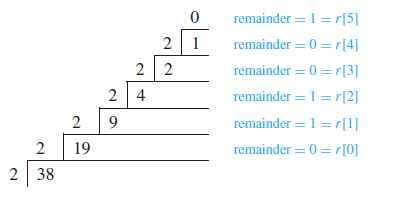 0 remainder = 1 = r[5]
2 1 remainder = 0 = r[4]
2 2 remainder = 0 = r[3]
2 4 remainder = 1 = r[2]
2 9 remainder = 1 = r[1]
2 19 remainder = 0 = r[0]
2 38